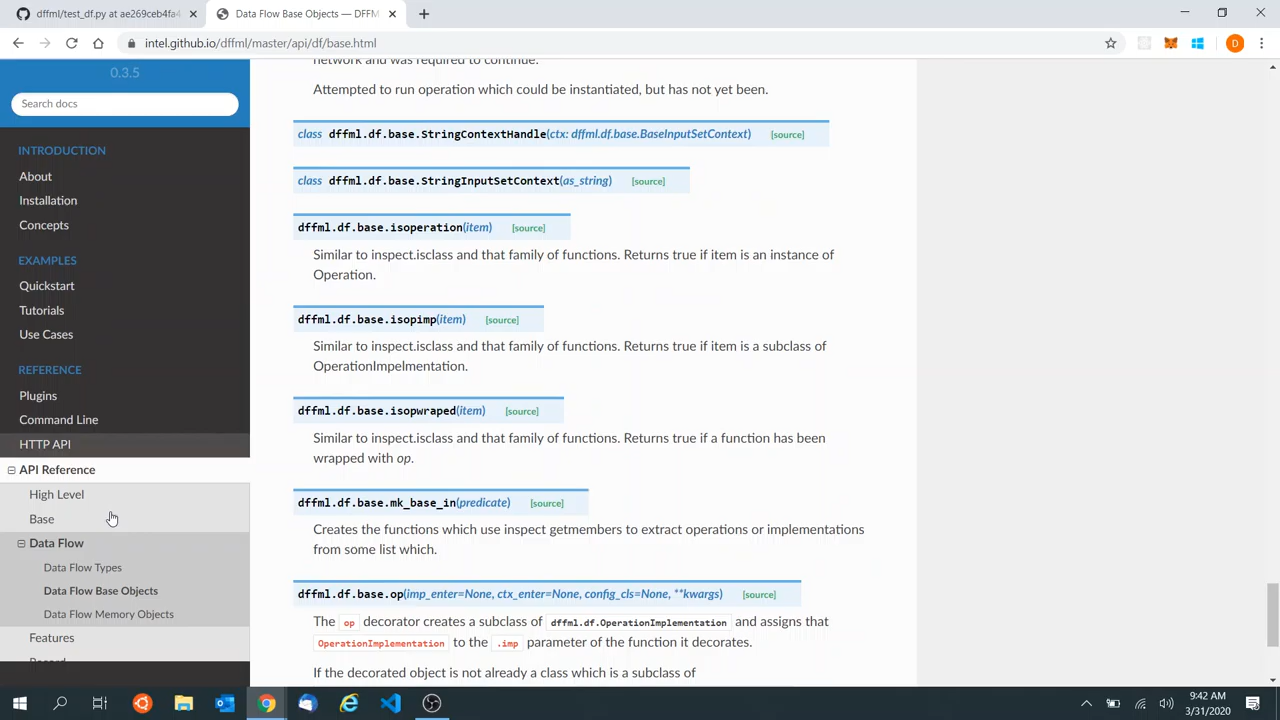 dffml/test_df.py at ae269ceb4fa4
Data Flow Base Objects — DFFM
intel.github.io/dffml/master/api/df/base.html
D
0.3.5
Search docs
INTRODUCTION
About
Installation
Concepts
EXAMPLES
Quickstart
Tutorials
Use Cases
REFERENCE
Plugins
Command Line
HTTP API
API Reference
High Level
Base
Data Flow
Data Flow Types
Data Flow Base Objects
Data Flow Memory Objects
Features
Record
network and was required to continue.
Attempted to run operation which could be instantiated, but has not yet been.
class dffml.df.base.StringContextHandle(ctx: dffml.df.base.BaseInputSetContext) [source]
class dffml.df.base.StringInputSetContext(as_string) [source]
dffml.df.base.isoperation(item) [source]
Similar to inspect.isclass and that family of functions. Returns true if item is an instance of
Operation.
dffml.df.base.isopimp(item) [source]
Similar to inspect.isclass and that family of functions. Returns true if item is a subclass of
OperationImpelmentation.
dffml.df.base.isopwraped(item) [source]
Similar to inspect.isclass and that family of functions. Returns true if a function has been
wrapped with op.
dffml.df.base.mk_base_in(predicate) [source]
Creates the functions which use inspect getmembers to extract operations or implementations
from some list which.
dffml.df.base.op(imp_enter=None, ctx_enter=None, config_cls=None, **kwargs) [source]
The op decorator creates a subclass of dffml.df.OperationImplementation and assigns that
OperationImplementation to the .imp parameter of the function it decorates.
If the decorated object is not already a class which is a subclass of
9:42 AM
3/31/2020